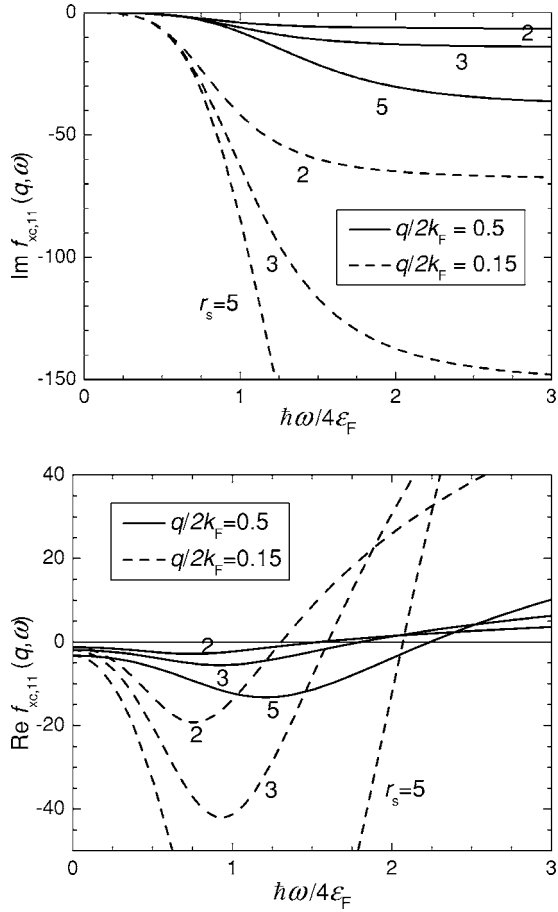 0
-50
-100
-150
Im f_xc,11 (q,ω)
2
3
5
2
q/2k_F = 0.5
q/2k_F = 0.15
3
r_s=5
0 1 2 3
ħω/4ε_F
40
20
0
-20
-40
Re f_xc,11 (q,ω)
q/2k_F=0.5
q/2k_F=0.15
2
3
5
2
3
r_s=5
0 1 2 3
ħω/4ε_F